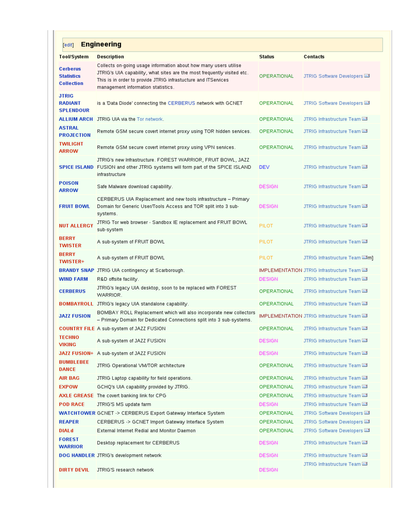 [edit] Engineering
Tool/System Description Status Contacts
Cerberus Statistics Collection Collects on-going usage information about how many users utilise JTRIG's UIA capability, what sites are the most frequently visited etc. This is in order to provide JTRIG infrastructure and ITServices management information statistics. OPERATIONAL JTRIG Software Developers
JTRIG RADIANT SPLENDOUR is a 'Data Diode' connecting the CERBERUS network with GCNET OPERATIONAL JTRIG Software Developers
ALLIUM ARCH JTRIG UIA via the Tor network. OPERATIONAL JTRIG Infrastructure Team
ASTRAL PROJECTION Remote GSM secure covert internet proxy using TOR hidden services. OPERATIONAL JTRIG Infrastructure Team
TWILIGHT ARROW Remote GSM secure covert internet proxy using VPN services. OPERATIONAL JTRIG Infrastructure Team
SPICE ISLAND JTRIG's new Infrastructure. FOREST WARRIOR, FRUIT BOWL, JAZZ FUSION and other JTRIG systems will form part of the SPICE ISLAND infrastructure DEV JTRIG Infrastructure Team
POISON ARROW Safe Malware download capability. DESIGN JTRIG Infrastructure Team
FRUIT BOWL CERBERUS UIA Replacement and new tools infrastructure – Primary Domain for Generic User/Tools Access and TOR split into 3 sub-systems. DESIGN JTRIG Infrastructure Team
NUT ALLERGY JTRIG Tor web browser - Sandbox IE replacement and FRUIT BOWL sub-system PILOT JTRIG Infrastructure Team
BERRY TWISTER A sub-system of FRUIT BOWL PILOT JTRIG Infrastructure Team
BERRY TWISTER+ A sub-system of FRUIT BOWL PILOT JTRIG Infrastructure Team
BRANDY SNAP JTRIG UIA contingency at Scarborough. IMPLEMENTATION JTRIG Infrastructure Team
WIND FARM R&D offsite facility. DESIGN JTRIG Infrastructure Team
CERBERUS JTRIG's legacy UIA desktop, soon to be replaced with FOREST WARRIOR. OPERATIONAL JTRIG Infrastructure Team
BOMBAYROLL JTRIG's legacy UIA standalone capability. OPERATIONAL JTRIG Infrastructure Team
JAZZ FUSION BOMBAY ROLL Replacement which will also incorporate new collectors – Primary Domain for Dedicated Connections split into 3 sub-systems. IMPLEMENTATION JTRIG Infrastructure Team
COUNTRY FILE A sub-system of JAZZ FUSION OPERATIONAL JTRIG Infrastructure Team
TECHNO VIKING A sub-system of JAZZ FUSION DESIGN JTRIG Infrastructure Team
JAZZ FUSION+ A sub-system of JAZZ FUSION DESIGN JTRIG Infrastructure Team
BUMBLEBEE DANCE JTRIG Operational VM/TOR architecture OPERATIONAL JTRIG Infrastructure Team
AIR BAG JTRIG Laptop capability for field operations. OPERATIONAL JTRIG Infrastructure Team
EXPOW GCHQ's UIA capability provided by JTRIG. OPERATIONAL JTRIG Infrastructure Team
AXLE GREASE The covert banking link for CPG OPERATIONAL JTRIG Infrastructure Team
POD RACE JTRIG'S MS update farm DESIGN JTRIG Infrastructure Team
WATCHTOWER GCNET -> CERBERUS Export Gateway Interface System OPERATIONAL JTRIG Software Developers
REAPER CERBERUS -> GCNET Import Gateway Interface System OPERATIONAL JTRIG Software Developers
DIALd External Internet Redial and Monitor Daemon OPERATIONAL JTRIG Software Developers
FOREST WARRIOR Desktop replacement for CERBERUS DESIGN JTRIG Infrastructure Team
DOG HANDLER JTRIG's development network DESIGN JTRIG Infrastructure Team
DIRTY DEVIL JTRIG'S research network DESIGN JTRIG Infrastructure Team